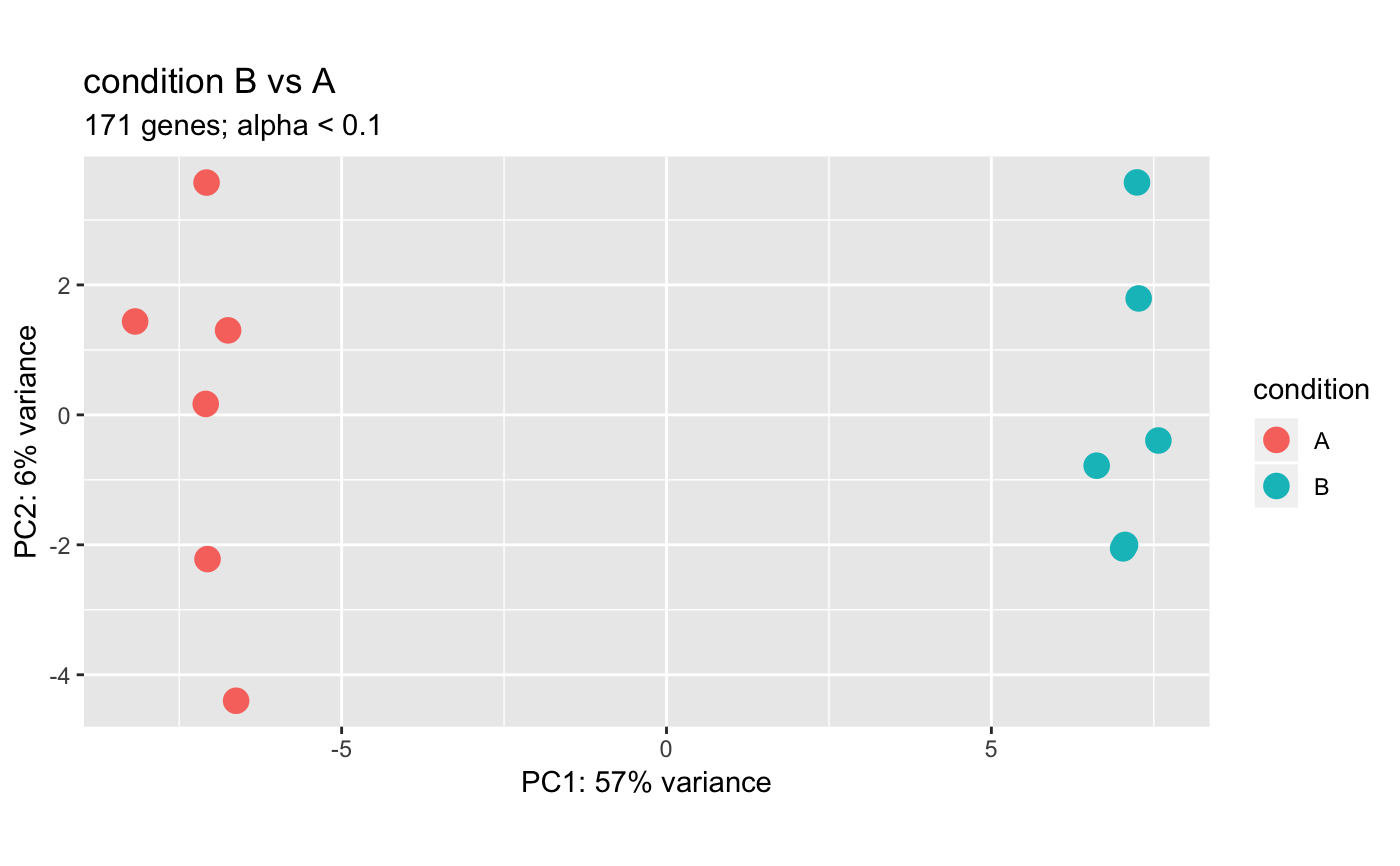 condition B vs A
171 genes; alpha < 0.1
PC2: 6% variance
2
0
-2
-4
-5
0
5
PC1: 57% variance
condition
A
B